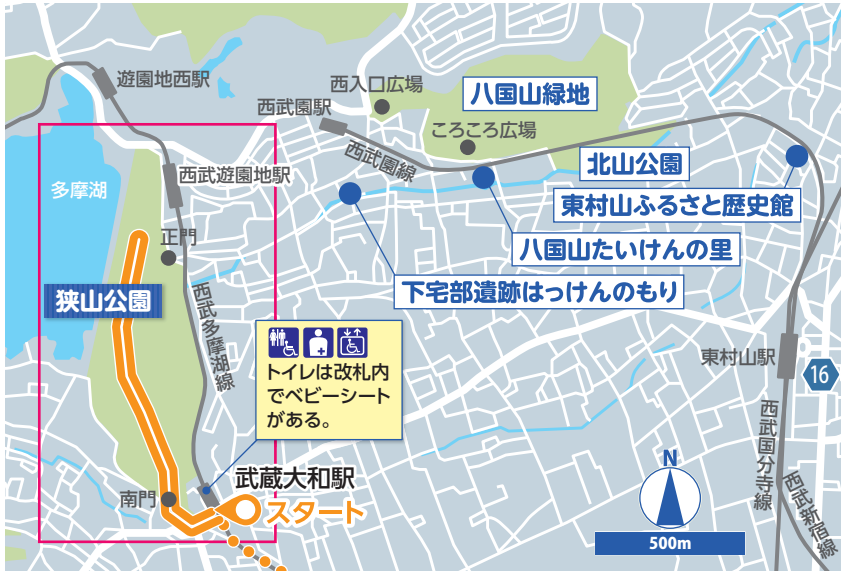 遊園地西駅
西入口広場
八国山緑地
西武園駅
ころころ広場
西武園線
北山公園
西武遊園地駅
多摩湖
東村山ふるさと歴史館
正門
八国山たいけんの里
下宅部遺跡はっけんのもり
狭山公園
西武多摩湖線
トイレは改札内
でベビーシート
がある。
東村山駅
16
西武国分寺線
西武新宿線
武蔵大和駅
南門
スタート
N
500m